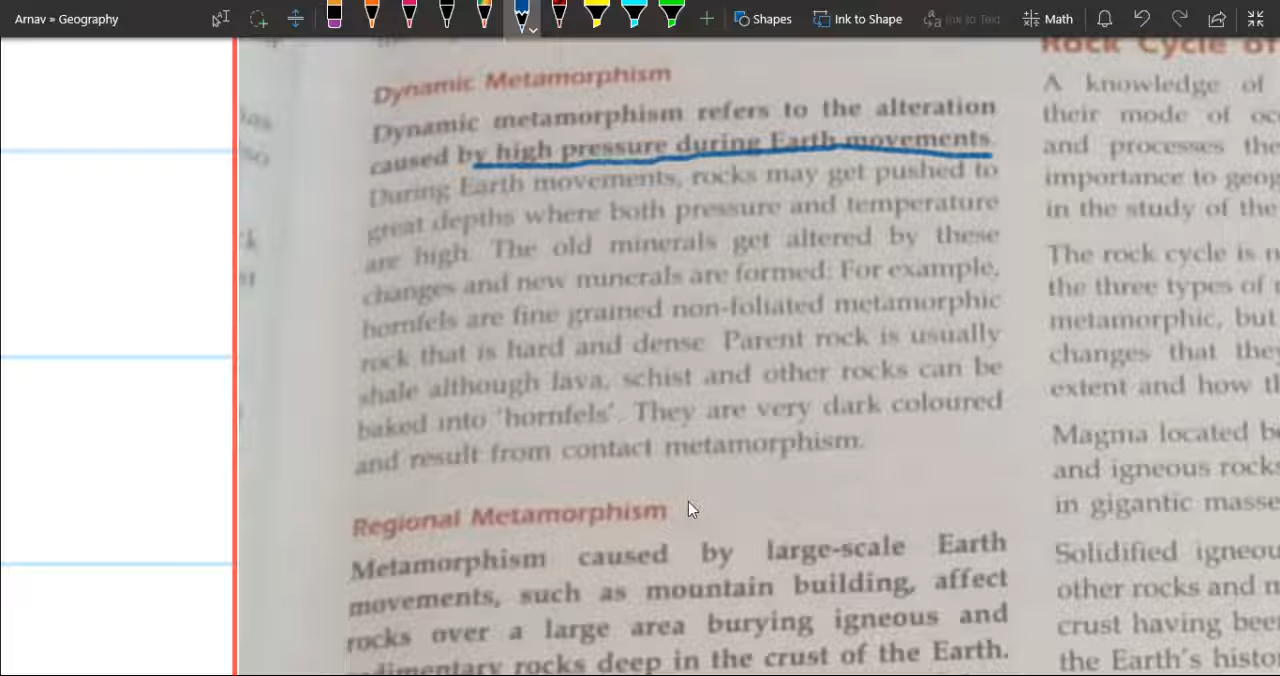 Arnav » Geography
Shapes
Ink to Shape
Ink to Text
Math
Dynamic Metamorphism
Dynamic metamorphism refers to the alteration
caused by high pressure during Earth movements.
During Earth movements, rocks may get pushed to
great depths where both pressure and temperature
are high. The old minerals get altered by these
changes and new minerals are formed: For example,
hornfels are fine grained non-foliated metamorphic
rock that is hard and dense. Parent rock is usually
shale although lava, schist and other rocks can be
baked into 'hornfels'. They are very dark coloured
and result from contact metamorphism.
Regional Metamorphism
Metamorphism caused by large-scale Earth
movements, such as mountain building, affect
rocks over a large area burying igneous and
rocks deep in the crust of the Earth.
Rock Cycle of
A knowledge of
their mode of
and processes the
importance to
in the study of the
The rock cycle is
the three types of
metamorphic, but
changes that
extent and how
Magma located
and igneous rocks
in gigantic
Solidified
other rocks and
crust having
the Earth's